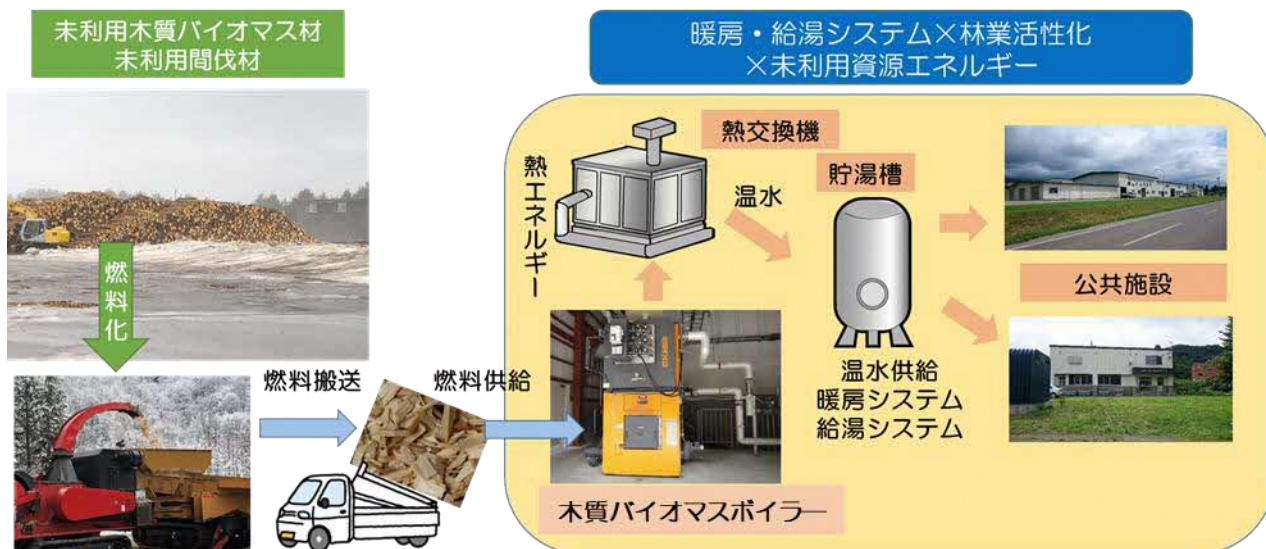 未利用木質バイオマス材
未利用間伐材
暖房・給湯システム×林業活性化
×未利用資源エネルギー
燃料化
燃料搬送
燃料供給
熱エネルギー
熱交換機
温水
貯湯槽
公共施設
温水供給
暖房システム
給湯システム
木質バイオマスボイラー